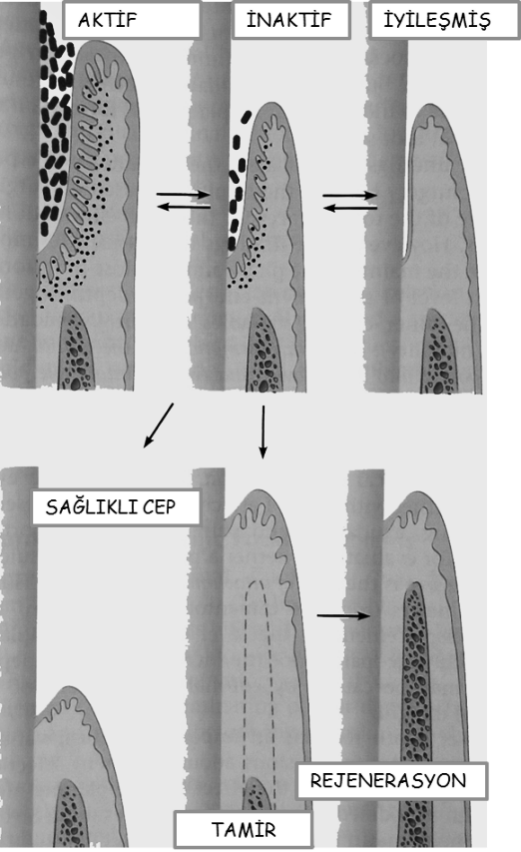 AKTİF
İNAKTİF
İYİLEŞMİŞ
SAĞLIKLI CEP
REJENERASYON
TAMİR